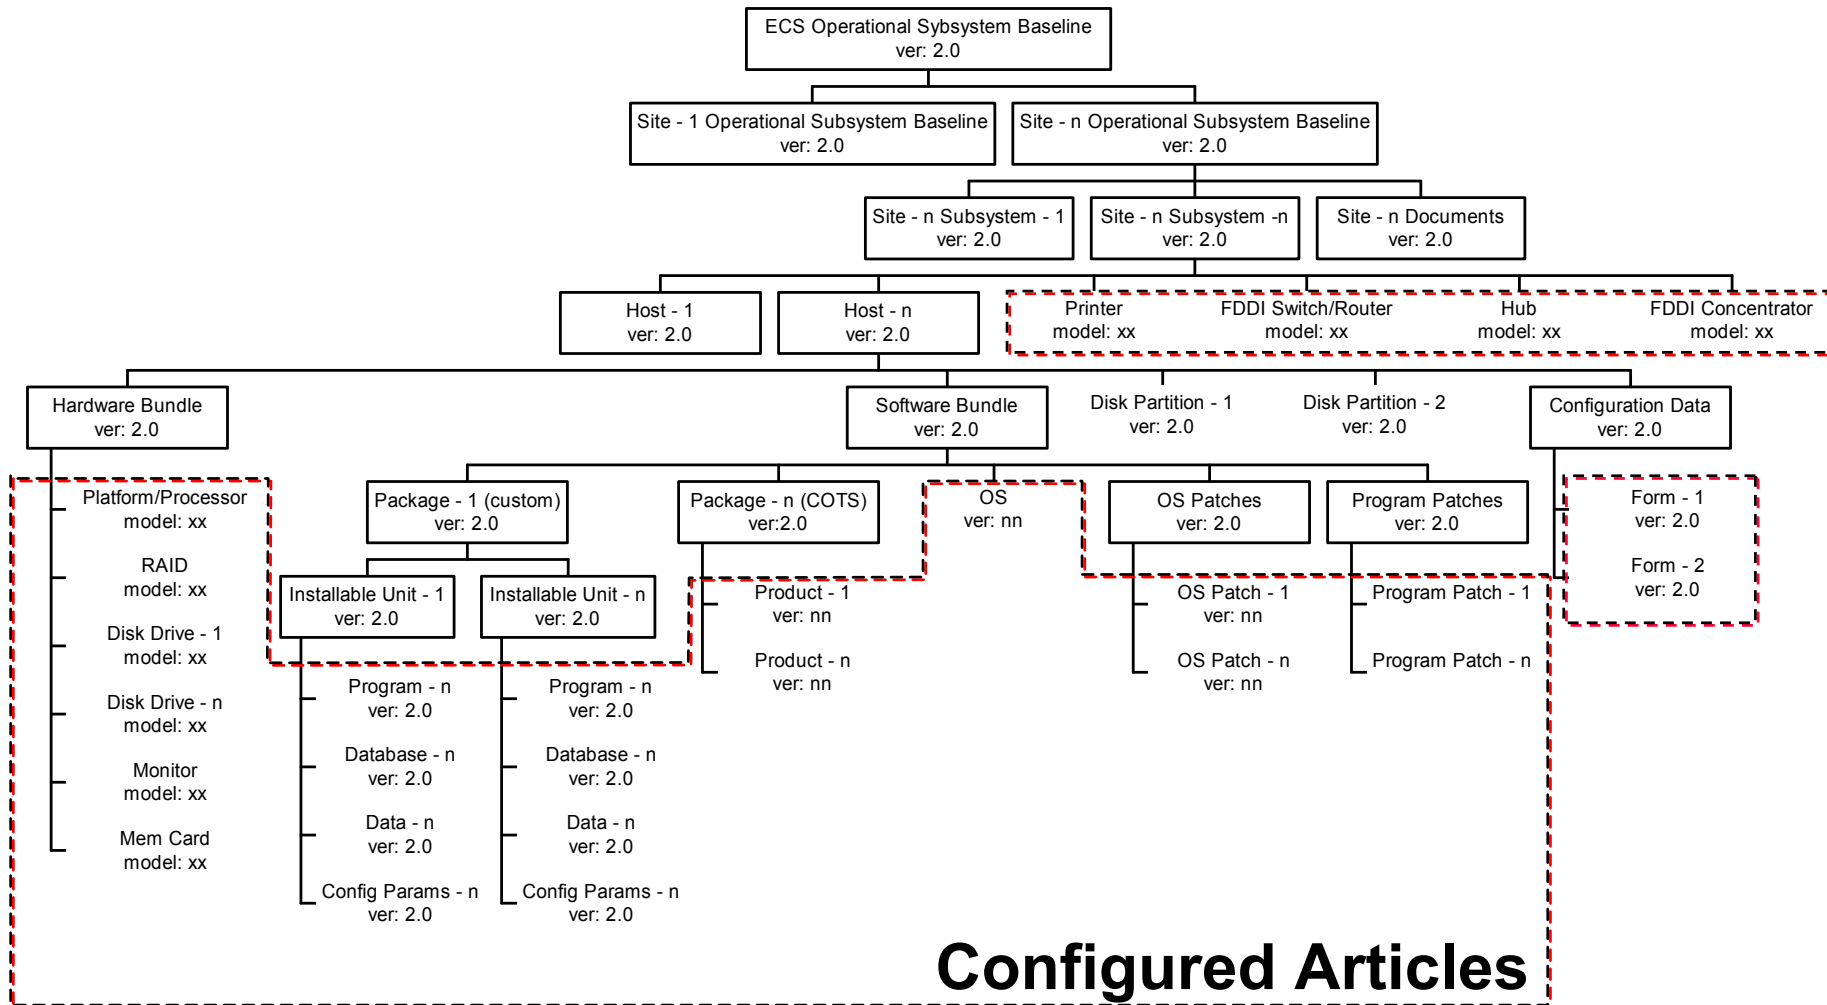 ECS Operational Sybsystem Baseline
ver: 2.0
Site - 1 Operational Subsystem Baseline
ver: 2.0
Site - n Operational Subsystem Baseline
ver: 2.0
Site - n Subsystem - 1
ver: 2.0
Site - n Subsystem -n
ver: 2.0
Site - n Documents
ver: 2.0
Host - 1
ver: 2.0
Host - n
ver: 2.0
Printer
model: xx
FDDI Switch/Router
model: xx
Hub
model: xx
FDDI Concentrator
model: xx
Hardware Bundle
ver: 2.0
Software Bundle
ver: 2.0
Disk Partition - 1
ver: 2.0
Disk Partition - 2
ver: 2.0
Configuration Data
ver: 2.0
Platform/Processor
model: xx
RAID
model: xx
Disk Drive - 1
model: xx
Disk Drive - n
model: xx
Monitor
model: xx
Mem Card
model: xx
Package - 1 (custom)
ver: 2.0
Package - n (COTS)
ver:2.0
OS
ver: nn
OS Patches
ver: 2.0
Program Patches
ver: 2.0
Form - 1
ver: 2.0
Form - 2
ver: 2.0
Installable Unit - 1
ver: 2.0
Installable Unit - n
ver: 2.0
Product - 1
ver: nn
Product - n
ver: nn
OS Patch - 1
ver: nn
OS Patch - n
ver: nn
Program Patch - 1
Program Patch - n
Program - n
ver: 2.0
Database - n
ver: 2.0
Data - n
ver: 2.0
Config Params - n
ver: 2.0
Program - n
ver: 2.0
Database - n
ver: 2.0
Data - n
ver: 2.0
Config Params - n
ver: 2.0
Configured Articles